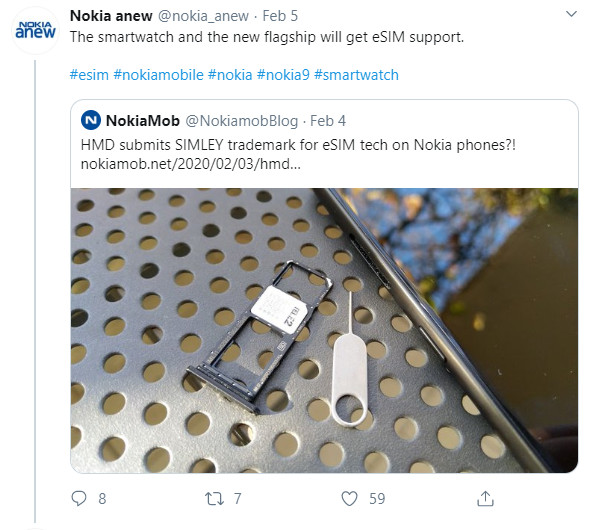 NOKIA
anew
Nokia anew @nokia_anew · Feb 5
The smartwatch and the new flagship will get eSIM support.
#esim #nokiamobile #nokia #nokia9 #smartwatch
N NokiaMob @NokiamobBlog · Feb 4
HMD submits SIMLEY trademark for eSIM tech on Nokia phones?!
nokiamob.net/2020/02/03/hmd...
8 7 59